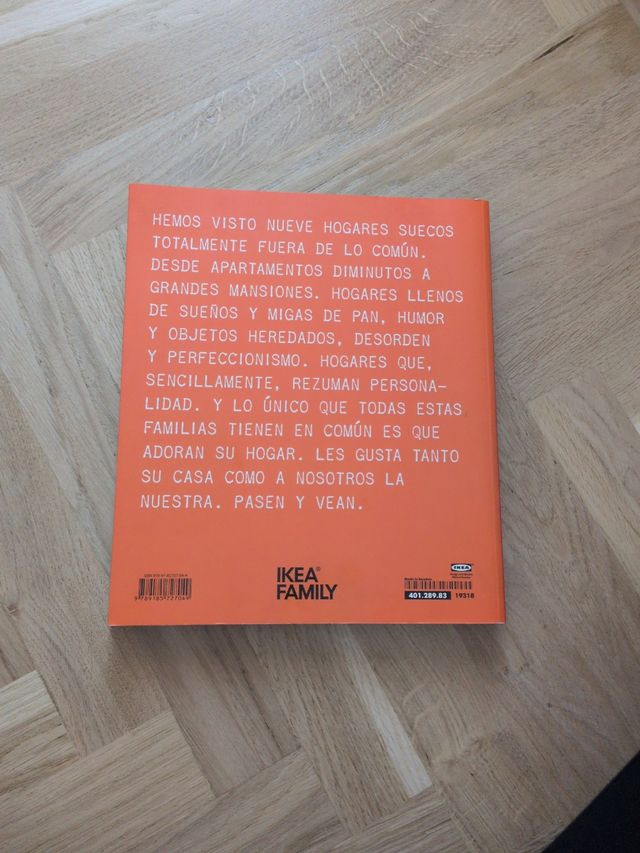 HEMOS VISTO NUEVE HOGARES SUECOS
TOTALMENTE FUERA DE LO COMÚN.
DESDE APARTAMENTOS DIMINUTOS A
GRANDES MANSIONES. HOGARES LLENOS
DE SUEÑOS Y MIGAS DE PAN, HUMOR
Y OBJETOS HEREDADOS, DESORDEN
Y PERFECCIONISMO. HOGARES QUE,
SENCILLAMENTE, REZUMAN PERSONA–
LIDAD. Y LO ÚNICO QUE TODAS ESTAS
FAMILIAS TIENEN EN COMÚN ES QUE
ADORAN SU HOGAR. LES GUSTA TANTO
SU CASA COMO A NOSOTROS LA
NUESTRA. PASEN Y VEAN.
9789185727049
IKEA®
FAMILY
IKEA
401.289.83 19318